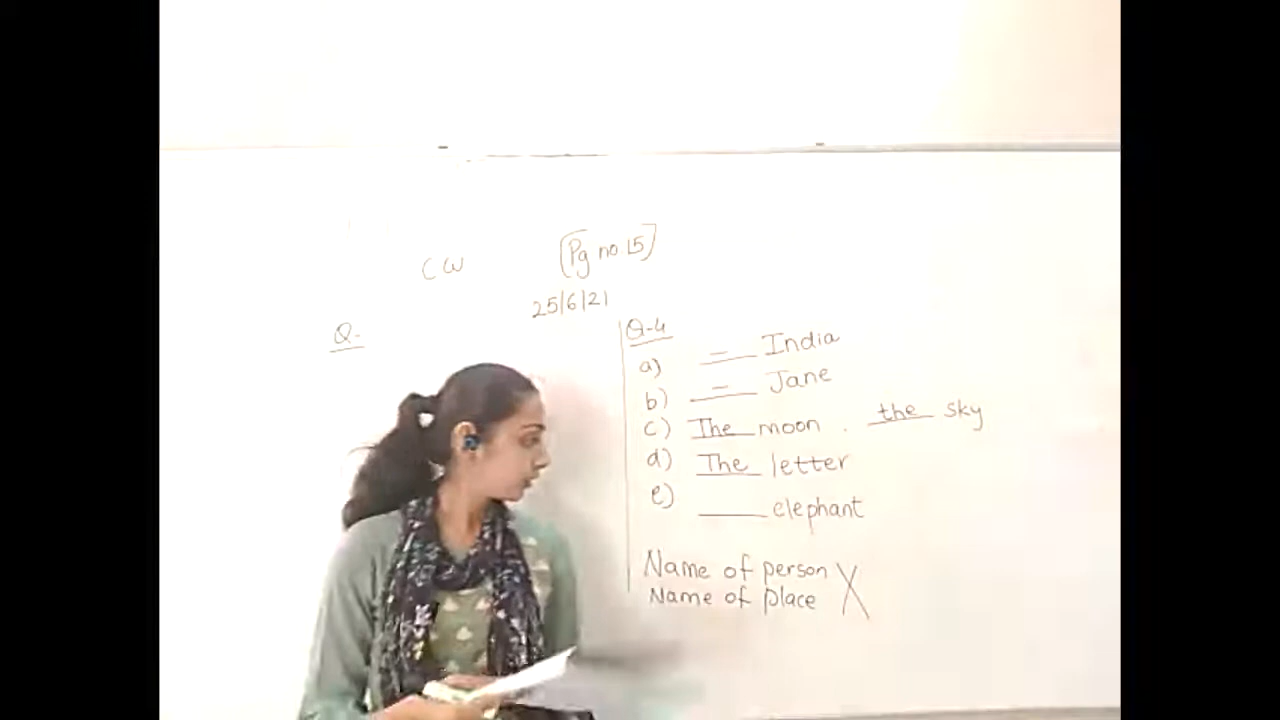 CW [Pg no 15]
25/6/21
Q-
Q-4
a) _–_ India
b) _–_ Jane
c) The moon . the sky
d) The letter
e) ____ elephant
Name of person X
Name of place